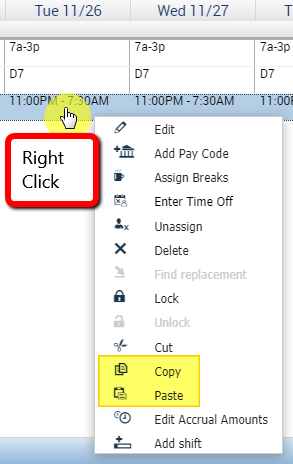 Tue 11/26 Wed 11/27 T
7a-3p 7a-3p 7a-3p
D7 D7 D7
11:00PM - 7:30AM 11:00PM - 7:30AM 11:00P
Right
Click
Edit
Add Pay Code
Assign Breaks
Enter Time Off
Unassign
Delete
Find replacement
Lock
Unlock
Cut
Copy
Paste
Edit Accrual Amounts
Add shift